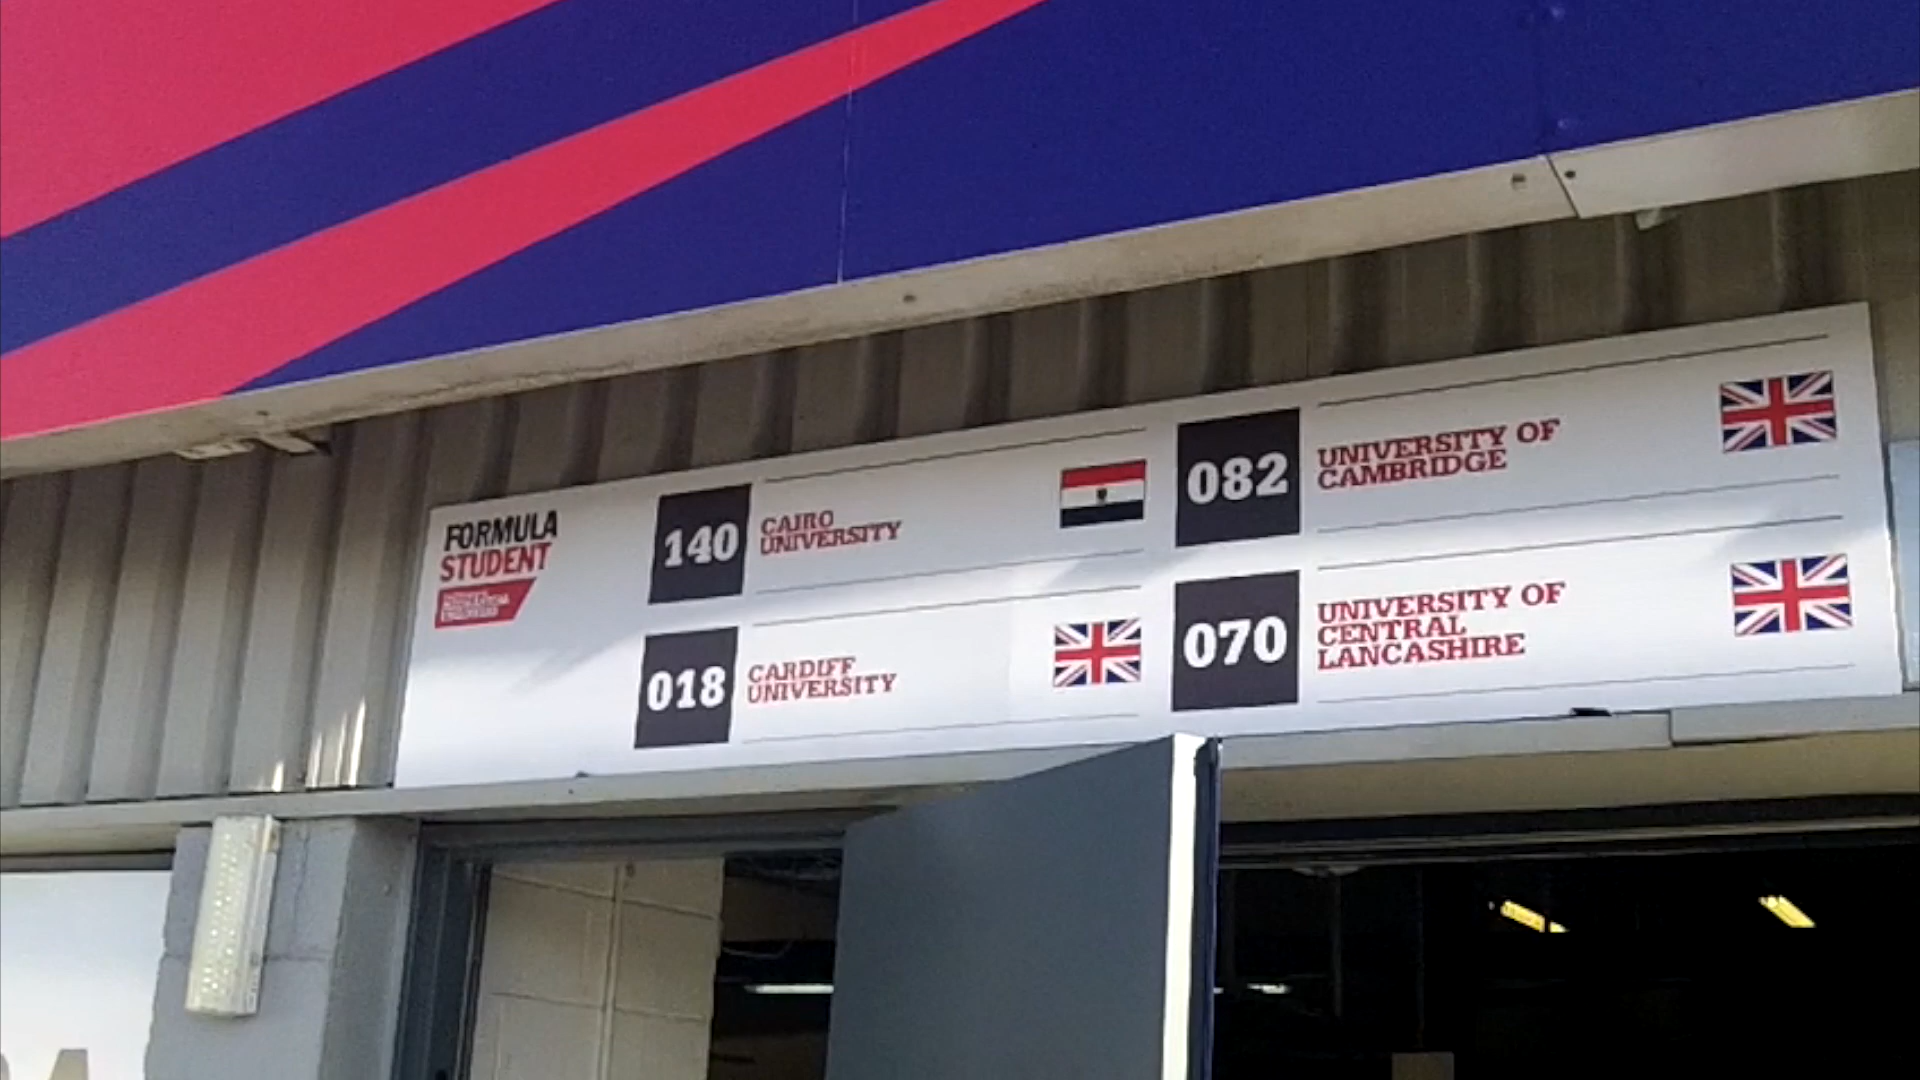 FORMULA
STUDENT
140
CAIRO
UNIVERSITY
018
CARDIFF
UNIVERSITY
082
UNIVERSITY OF
CAMBRIDGE
070
UNIVERSITY OF
CENTRAL
LANCASHIRE